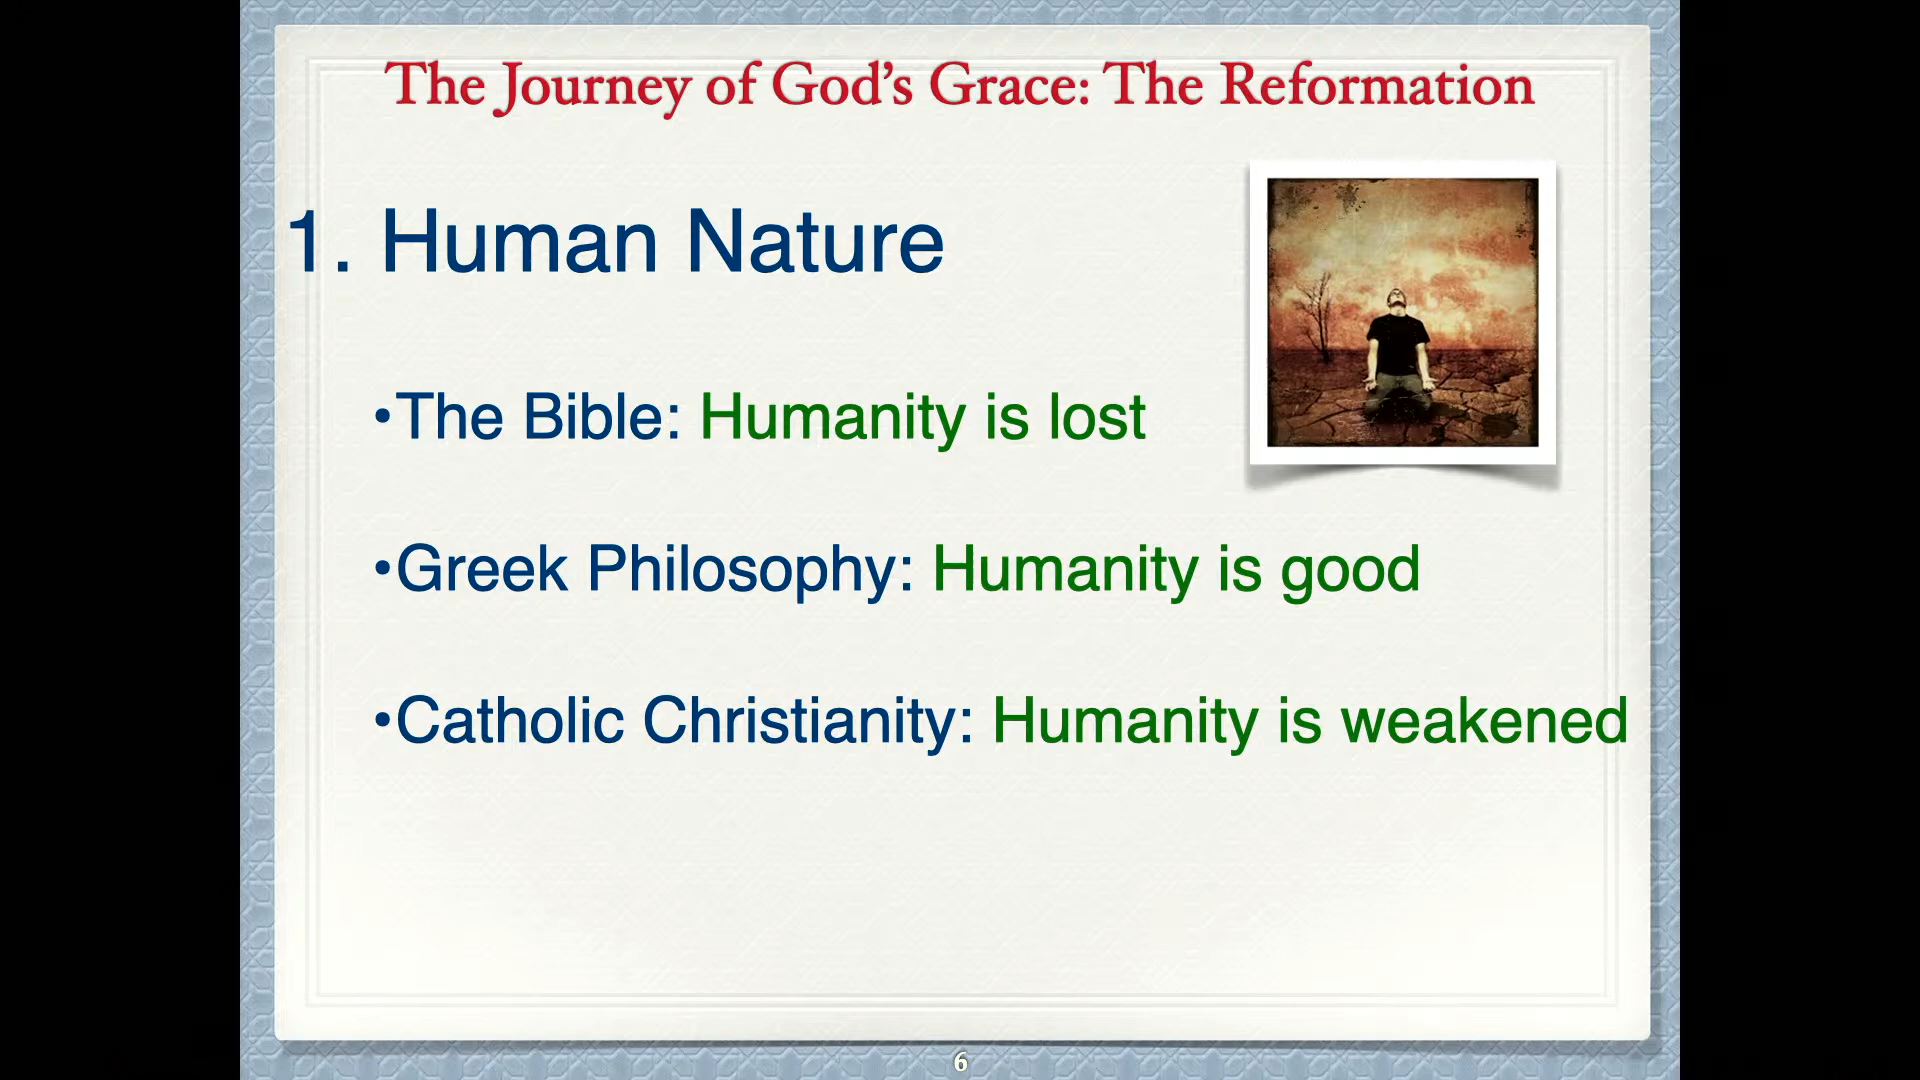 The Journey of God’s Grace: The Reformation
1. Human Nature
•The Bible: Humanity is lost
•Greek Philosophy: Humanity is good
•Catholic Christianity: Humanity is weakened
6